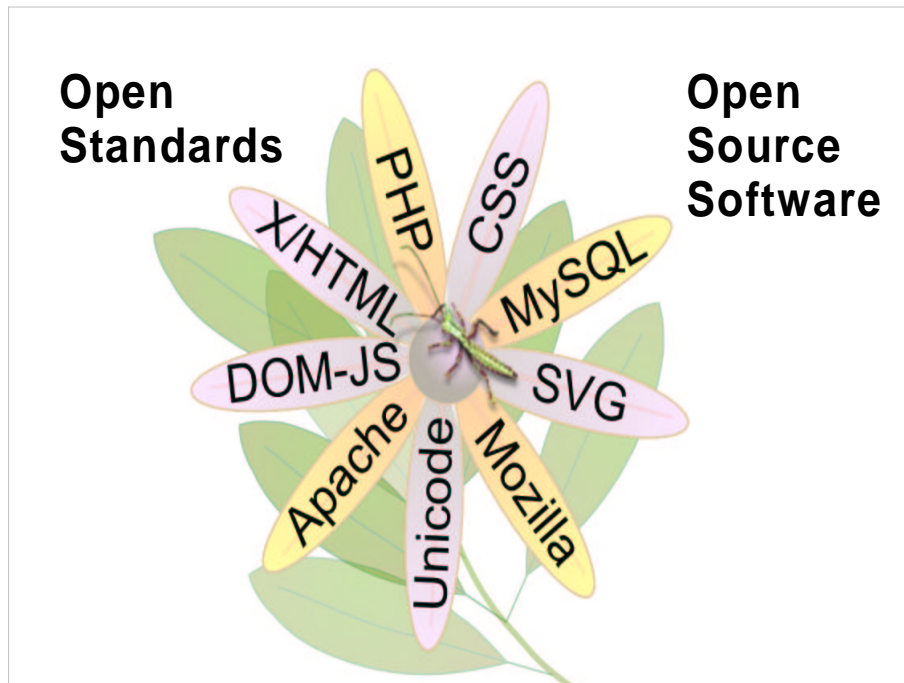 Open
Standards
Open
Source
Software
PHP
CSS
X/HTML
MySQL
DOM-JS
SVG
Apache
Unicode
Mozilla